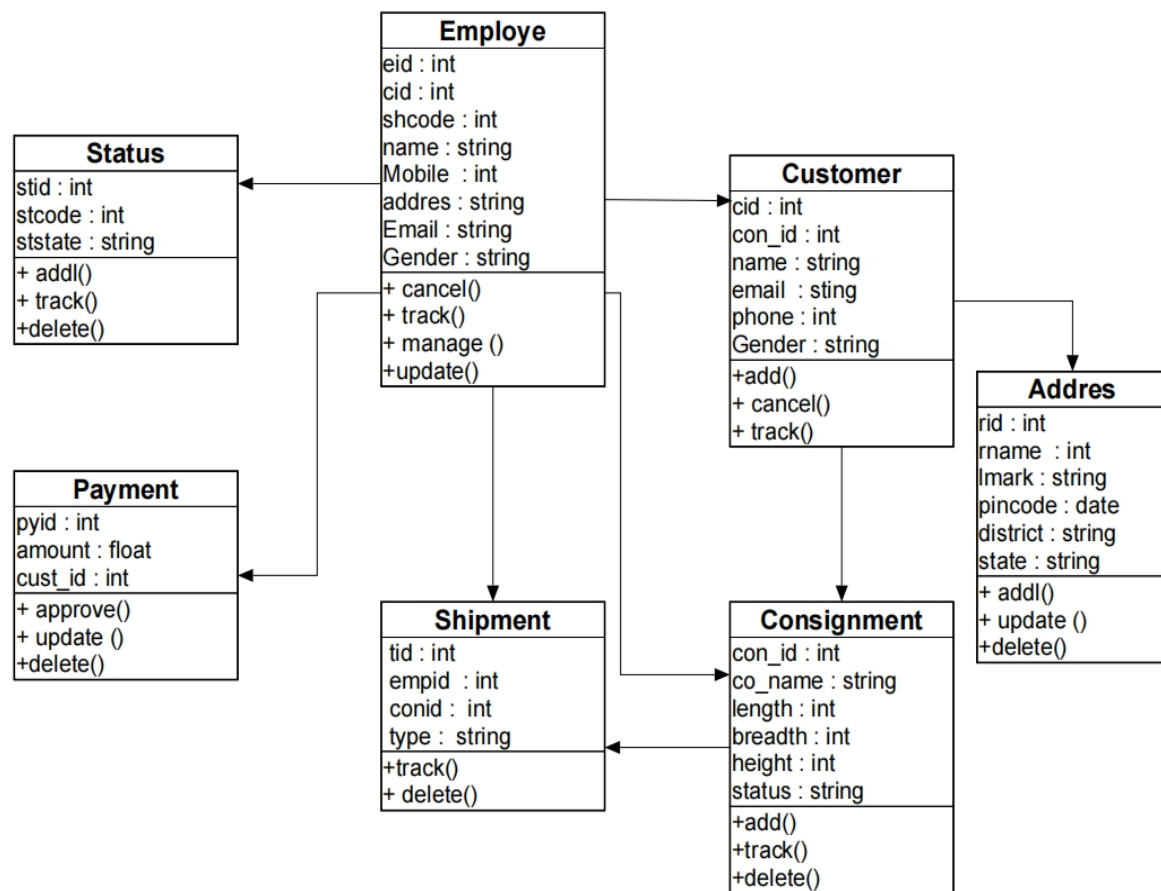 Employe
eid : int
cid : int
shcode : int
name : string
Mobile : int
addres : string
Email : string
Gender : string
+ cancel()
+ track()
+ manage ()
+update()
Status
stid : int
stcode : int
ststate : string
+ addl()
+ track()
+delete()
Customer
cid : int
con_id : int
name : string
email : sting
phone : int
Gender : string
+add()
+ cancel()
+ track()
Addres
rid : int
rname : int
lmark : string
pincode : date
district : string
state : string
+ addl()
+ update ()
+delete()
Payment
pyid : int
amount : float
cust_id : int
+ approve()
+ update ()
+delete()
Shipment
tid : int
empid : int
conid : int
type : string
+track()
+ delete()
Consignment
con_id : int
co_name : string
length : int
breadth : int
height : int
status : string
+add()
+track()
+delete()